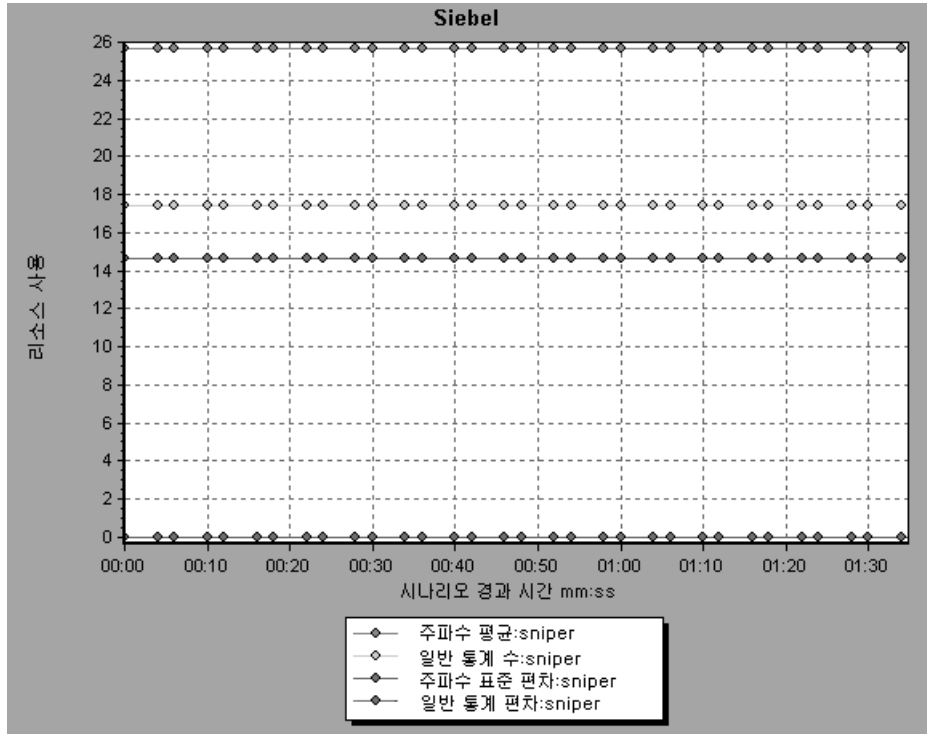 Siebel
26
24
22
20
18
16
14
12
10
8
6
4
2
0
리소스 사용
00:00 00:10 00:20 00:30 00:40 00:50 01:00 01:10 01:20 01:30
시나리오 경과 시간 mm:ss
주파수 평균:sniper
일반 통계 수:sniper
주파수 표준 편차:sniper
일반 통계 편차:sniper